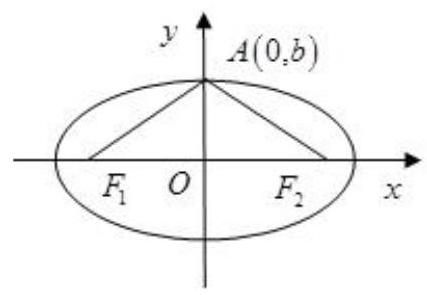 y
A(0,b)
F₁ O F₂ x